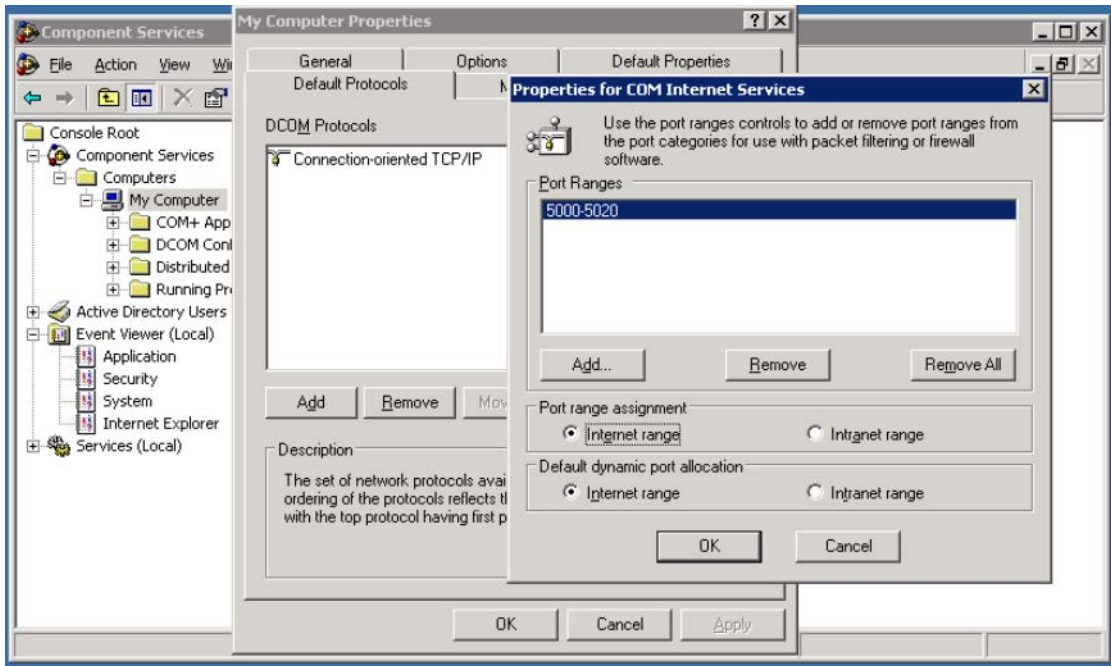 Component Services
File Action View
Console Root
Component Services
Computers
My Computer
COM+ App
DCOM
Distributed
Running
Active Directory Users
Event Viewer (Local)
Application
Security
System
Internet Explorer
Services (Local)
My Computer Properties
General Options Default Properties
Default Protocols
DCOM Protocols
Connection-oriented TCP/IP
Add Remove
Description
The set of network protocols
ordering of the protocols reflects
with the top protocol having first
OK Cancel Apply
Properties for COM Internet Services
Use the port ranges controls to add or remove port ranges from
the port categories for use with packet filtering or firewall
software.
Port Ranges
5000-5020
Add... Remove Remove All
Port range assignment
Internet range Intranet range
Default dynamic port allocation
Internet range Intranet range
OK Cancel